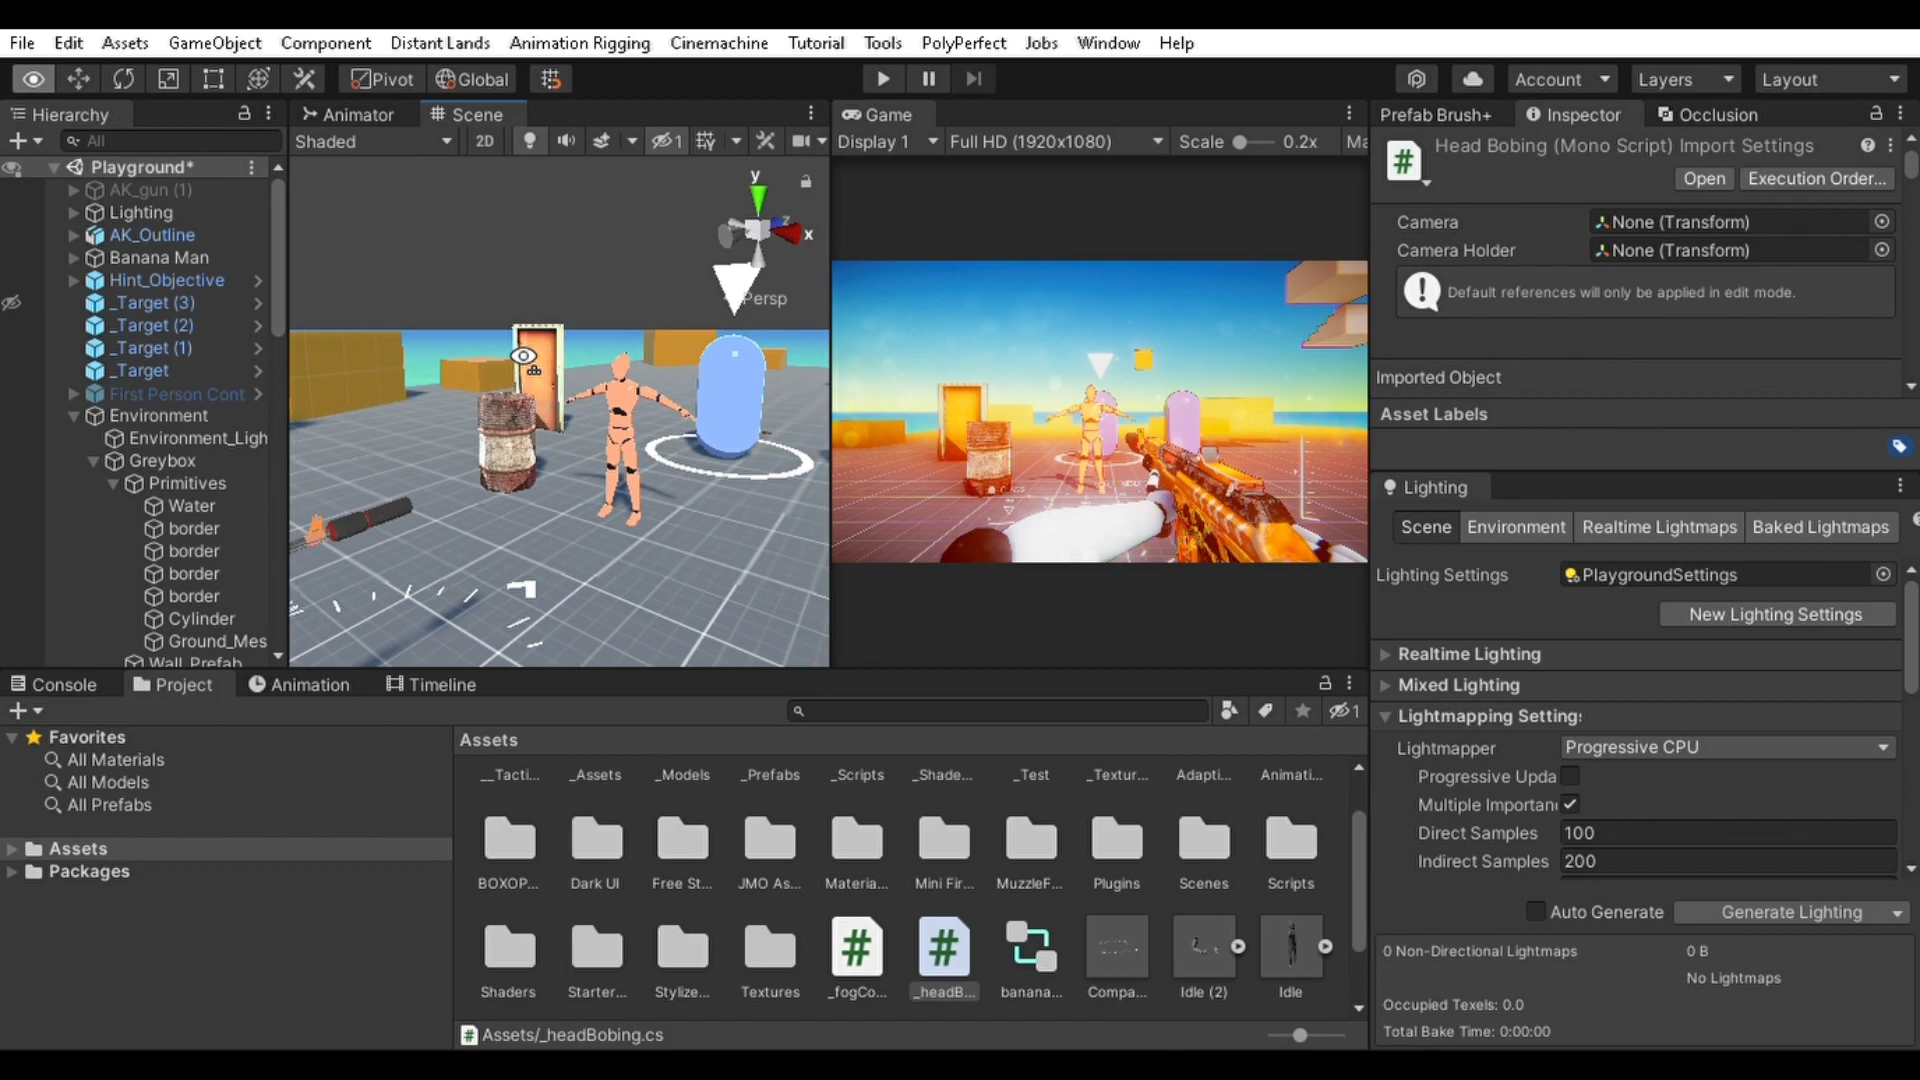 File Edit Assets GameObject Component Distant Lands Animation Rigging Cinemachine Tutorial Tools PolyPerfect Jobs Window Help
Pivot Global Account Layers Layout
Hierarchy
All
Playground*
AK_gun (1)
Lighting
AK_Outline
Banana Man
Hint_Objective
_Target (3)
_Target (2)
_Target (1)
_Target
First Person Cont
Environment
Environment_Ligh
Greybox
Primitives
Water
border
border
border
border
Cylinder
Ground_Mes
Wall_Prefab
Animator Scene
Shaded 2D 1
y
z
x
Persp
Game
Display 1 Full HD (1920x1080) Scale 0.2x Ma
Prefab Brush+ Inspector Occlusion
Head Bobing (Mono Script) Import Settings
Open Execution Order...
Camera None (Transform)
Camera Holder None (Transform)
Default references will only be applied in edit mode.
Imported Object
Asset Labels
Lighting
Scene Environment Realtime Lightmaps Baked Lightmaps
Lighting Settings PlaygroundSettings
New Lighting Settings
Realtime Lighting
Mixed Lighting
Lightmapping Settings
Lightmapper Progressive CPU
Progressive Upda
Multiple Importan
Direct Samples 100
Indirect Samples 200
Auto Generate Generate Lighting
0 Non-Directional Lightmaps 0 B
No Lightmaps
Occupied Texels: 0.0
Total Bake Time: 0:00:00
Console Project Animation Timeline
1
Favorites
All Materials
All Models
All Prefabs
Assets
Packages
Assets
__Tacti... _Assets _Models _Prefabs _Scripts _Shade... _Test _Textur... Adapti... Animati...
BOXOP... Dark UI Free St... JMO As... Materia... Mini Fir... MuzzleF... Plugins Scenes Scripts
Shaders Starter... Stylize... Textures _fogCo... _headB... banana... Compa... Idle (2) Idle
Assets/_headBobing.cs